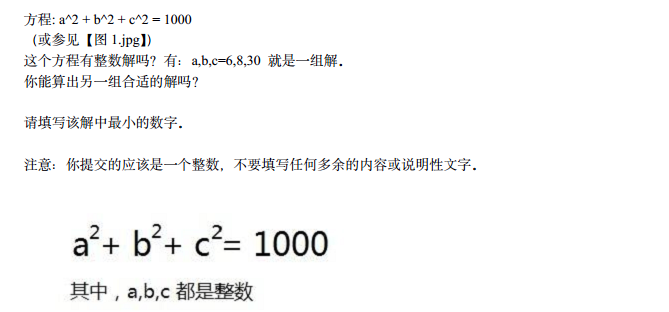 方程: a^2 + b^2 + c^2 = 1000
（或参见【图 1.jpg】）
这个方程有整数解吗？有：a,b,c=6,8,30 就是一组解．
你能算出另一组合适的解吗？
请填写该解中最小的数字．
注意：你提交的应该是一个整数，不要填写任何多余的内容或说明性文字．
a²+ b²+ c²= 1000
其中，a,b,c 都是整数